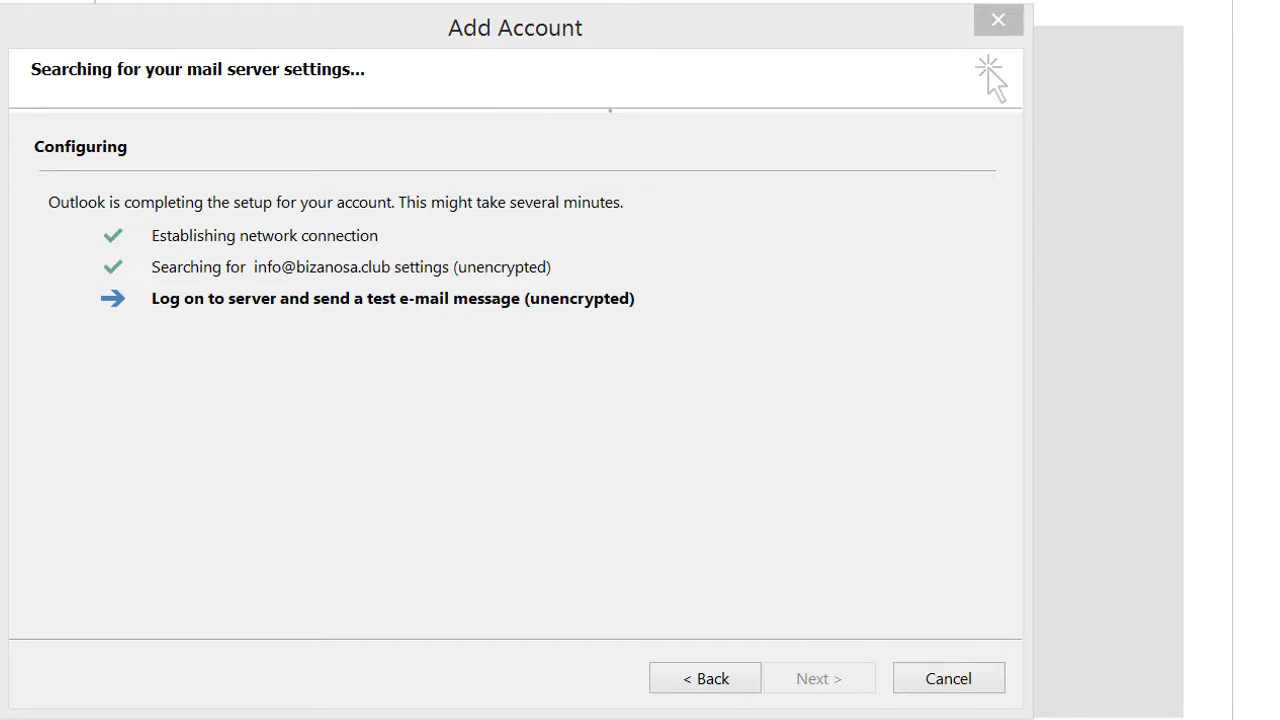 Add Account
Searching for your mail server settings...
Configuring
Outlook is completing the setup for your account. This might take several minutes.
Establishing network connection
Searching for info@bizanosa.club settings (unencrypted)
Log on to server and send a test e-mail message (unencrypted)
< Back
Next >
Cancel